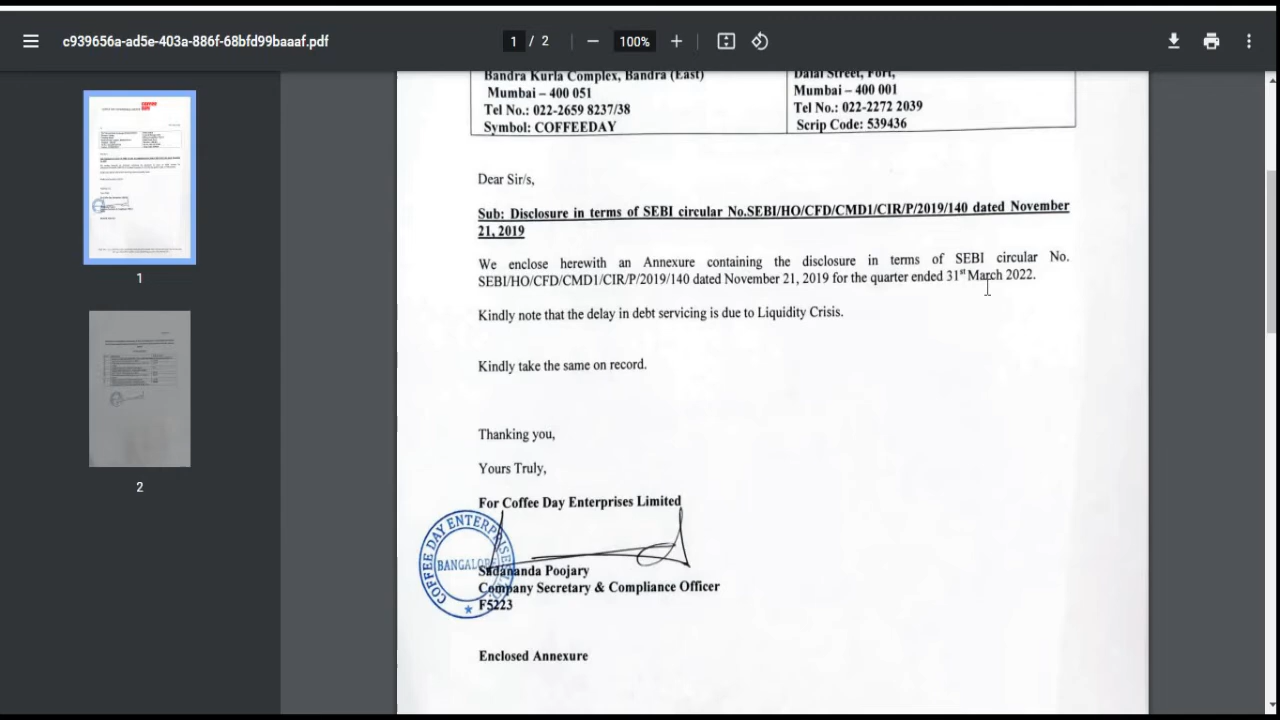 c939656a-ad5e-403a-886f-68bfd99baaaf.pdf
1 / 2
100%
1
2
Bandra Kurla Complex, Bandra (East)
Mumbai – 400 051
Tel No.: 022-2659 8237/38
Symbol: COFFEEDAY
Dalal Street, Fort,
Mumbai – 400 001
Tel No.: 022-2272 2039
Scrip Code: 539436
Dear Sir/s,
Sub: Disclosure in terms of SEBI circular No.SEBI/HO/CFD/CMD1/CIR/P/2019/140 dated November
21, 2019
We enclose herewith an Annexure containing the disclosure in terms of SEBI circular No.
SEBI/HO/CFD/CMD1/CIR/P/2019/140 dated November 21, 2019 for the quarter ended 31st March 2022.
Kindly note that the delay in debt servicing is due to Liquidity Crisis.
Kindly take the same on record.
Thanking you,
Yours Truly,
For Coffee Day Enterprises Limited
COFFEE DAY ENTERPRISES LTD.
BANGALORE
Sadananda Poojary
Company Secretary & Compliance Officer
F5223
Enclosed Annexure